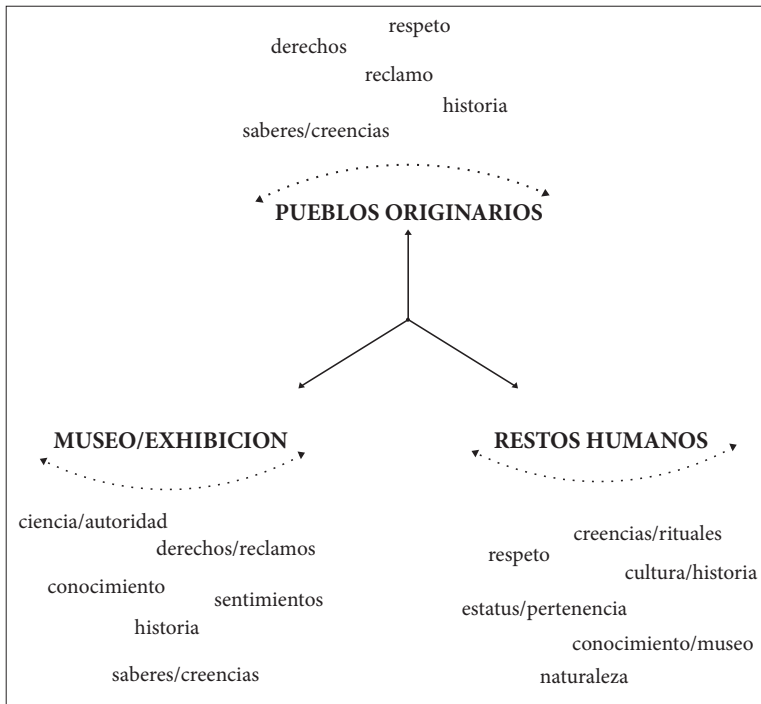 respeto
derechos
reclamo
historia
saberes/creencias
PUEBLOS ORIGINARIOS
MUSEO/EXHIBICION
ciencia/autoridad
derechos/reclamos
conocimiento
sentimientos
historia
saberes/creencias
RESTOS HUMANOS
creencias/rituales
respeto
cultura/historia
estatus/pertenencia
conocimiento/museo
naturaleza